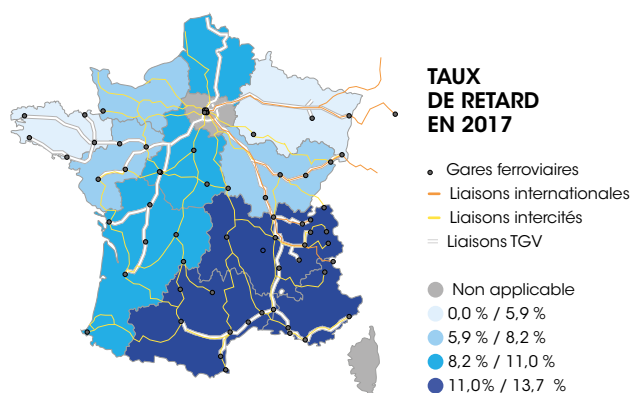 TAUX
DE RETARD
EN 2017
Gares ferroviaires
Liaisons internationales
Liaisons intercités
Liaisons TGV
Non applicable
0,0 % / 5,9 %
5,9 % / 8,2 %
8,2 % / 11,0 %
11,0% / 13,7 %